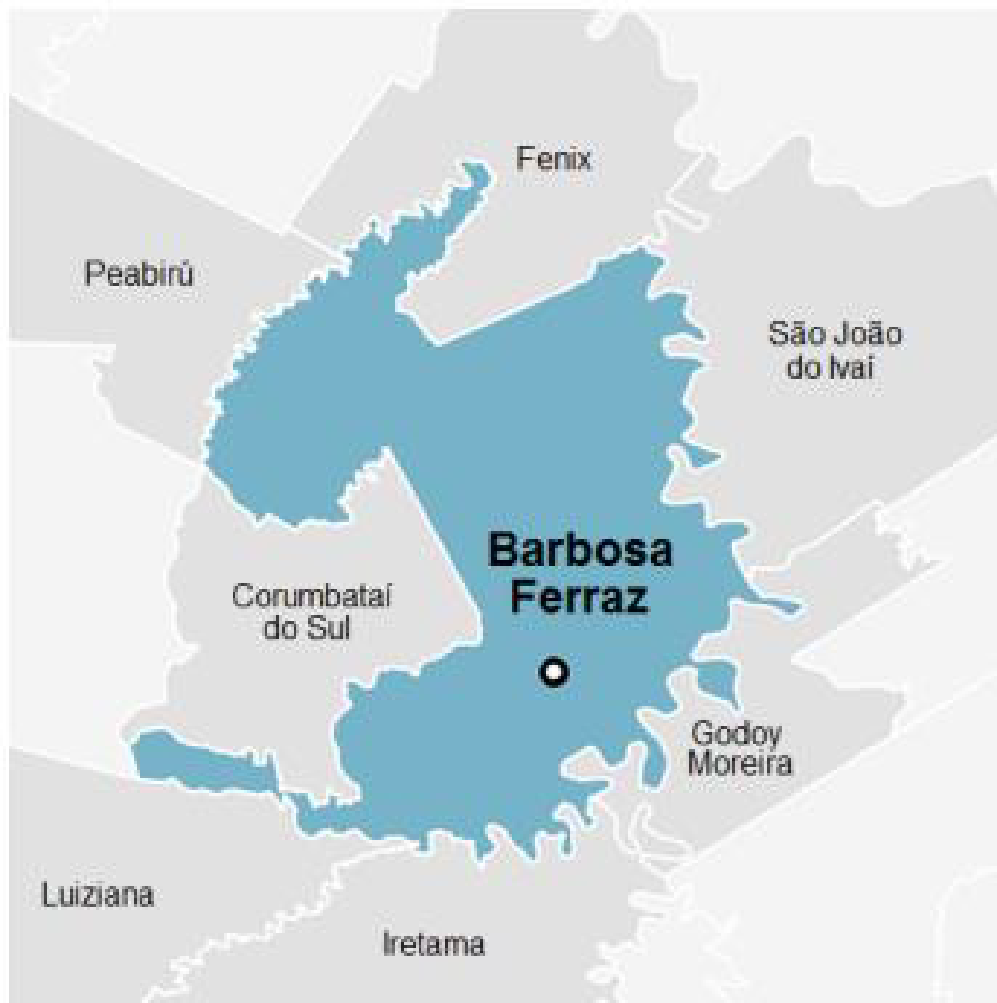 Fenix
Peabirú
São João
do Ivaí
Barbosa
Ferraz
Corumbataí
do Sul
Godoy
Moreira
Luiziana
Iretama